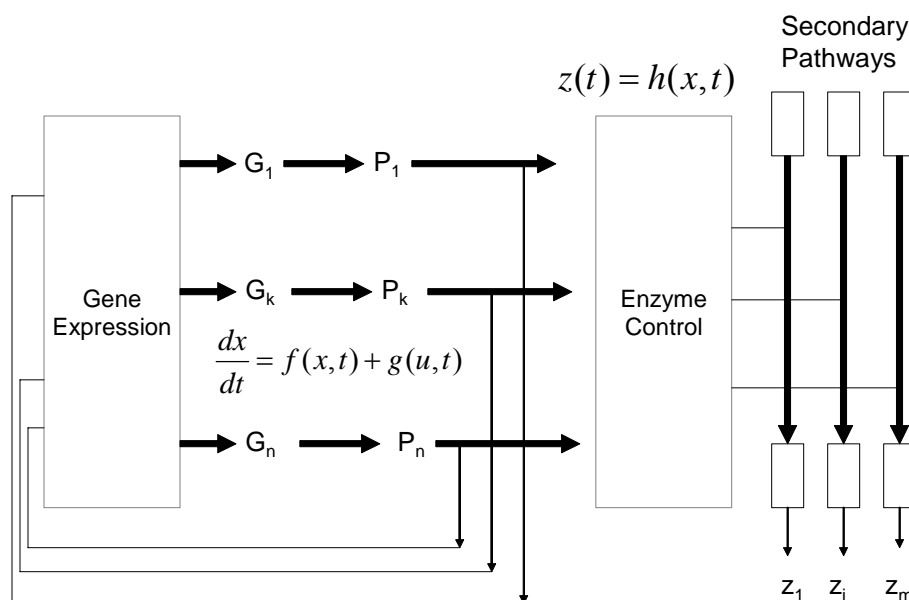 Secondary
Pathways
z(t) = h(x,t)
G₁ P₁
Gene
Expression
Gₖ Pₖ
Enzyme
Control
dx/dt = f(x,t) + g(u,t)
Gₙ Pₙ
z₁ zᵢ zₘ